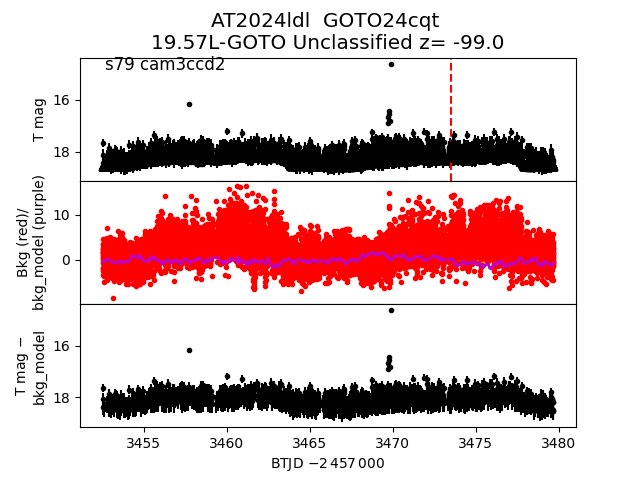 AT2024ldl  GOTO24cqt
19.57L-GOTO Unclassified z= -99.0
s79 cam3ccd2
T mag
16
18
Bkg (red)/
bkg_model (purple)
10
0
T mag −
bkg_model
16
18
3455 3460 3465 3470 3475 3480
BTJD −2 457 000